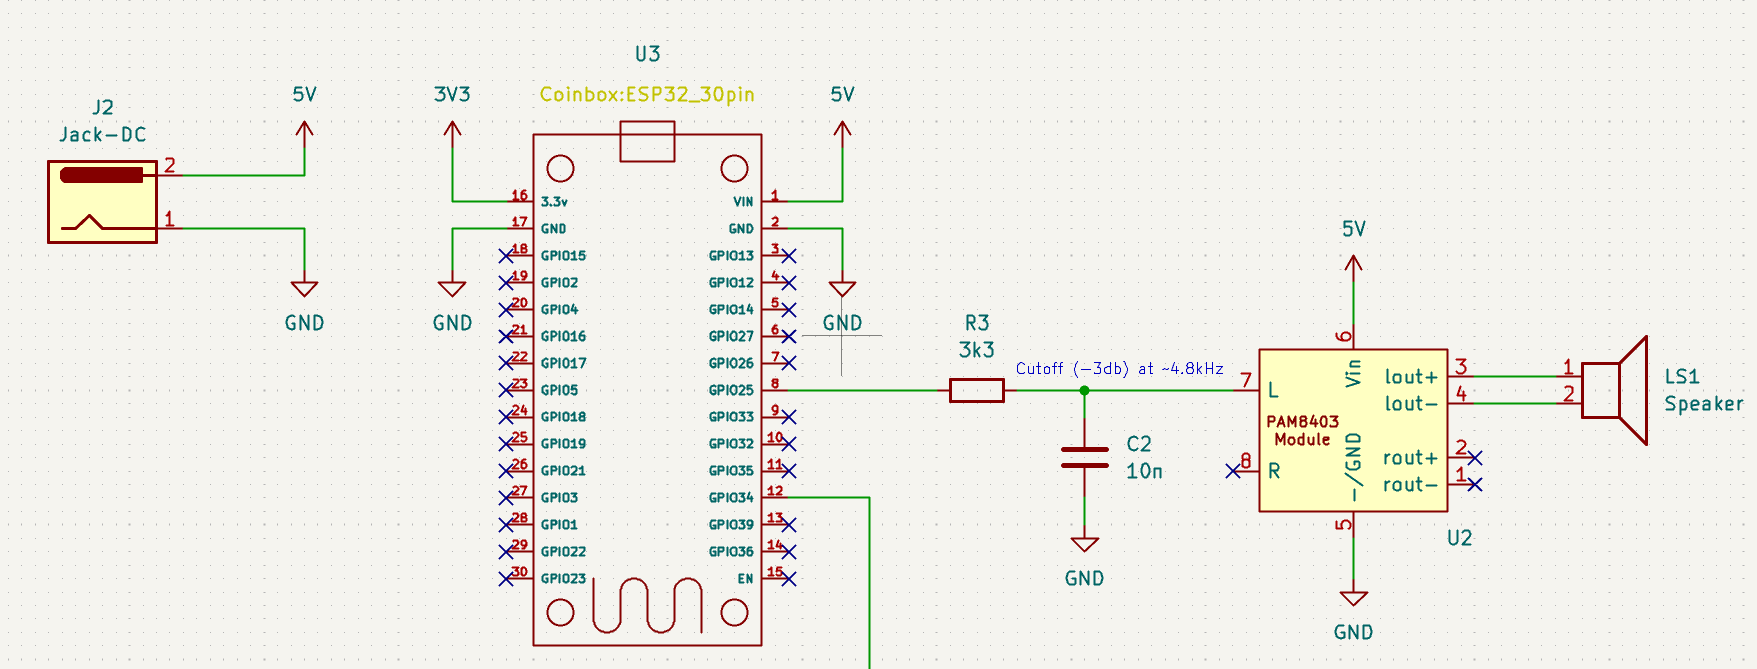 J2
Jack-DC
2
1
5V
GND
3V3
GND
U3
Coinbox:ESP32_30pin
5V
GND
16 3.3v
17 GND
18 GPIO15
19 GPIO2
20 GPIO4
21 GPIO16
22 GPIO17
23 GPIO5
24 GPIO18
25 GPIO19
26 GPIO21
27 GPIO3
28 GPIO1
29 GPIO22
30 GPIO23
VIN 1
GND 2
GPIO13 3
GPIO12 4
GPIO14 5
GPIO27 6
GPIO26 7
GPIO25 8
GPIO33 9
GPIO32 10
GPIO35 11
GPIO34 12
GPIO39 13
GPIO36 14
EN 15
R3
3k3
Cutoff (-3db) at ~4.8kHz
C2
10n
GND
5V
6
Vin
7 L
PAM8403
Module
8 R
-/GND
5
lout+ 3
lout- 4
rout+ 2
rout- 1
U2
GND
1
2
LS1
Speaker